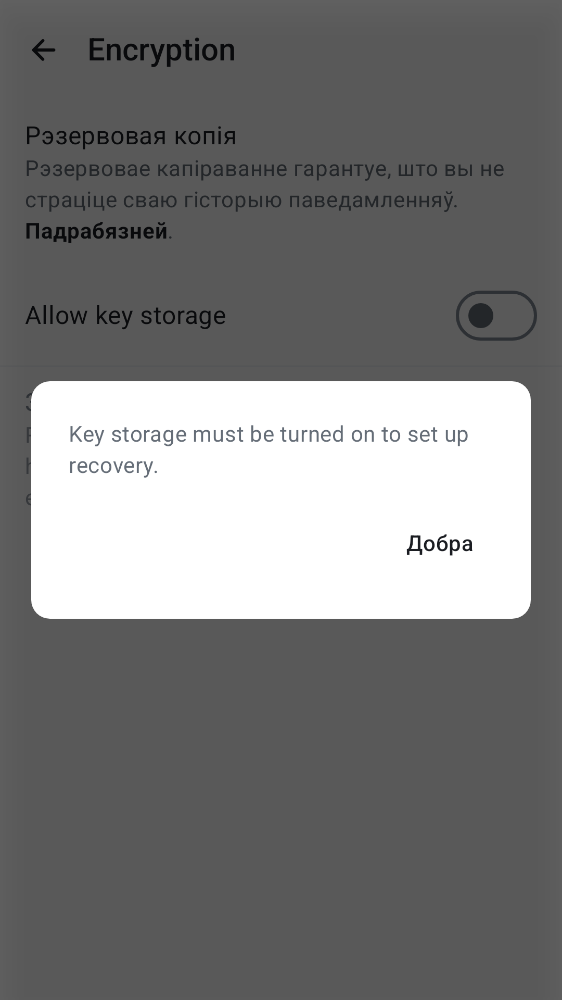 Encryption
Рэзервовая копія
Рэзервовае капіраванне гарантуе, што вы не
страціце сваю гісторыю паведамленняў.
Падрабязней.
Allow key storage
Key storage must be turned on to set up
recovery.
Добра